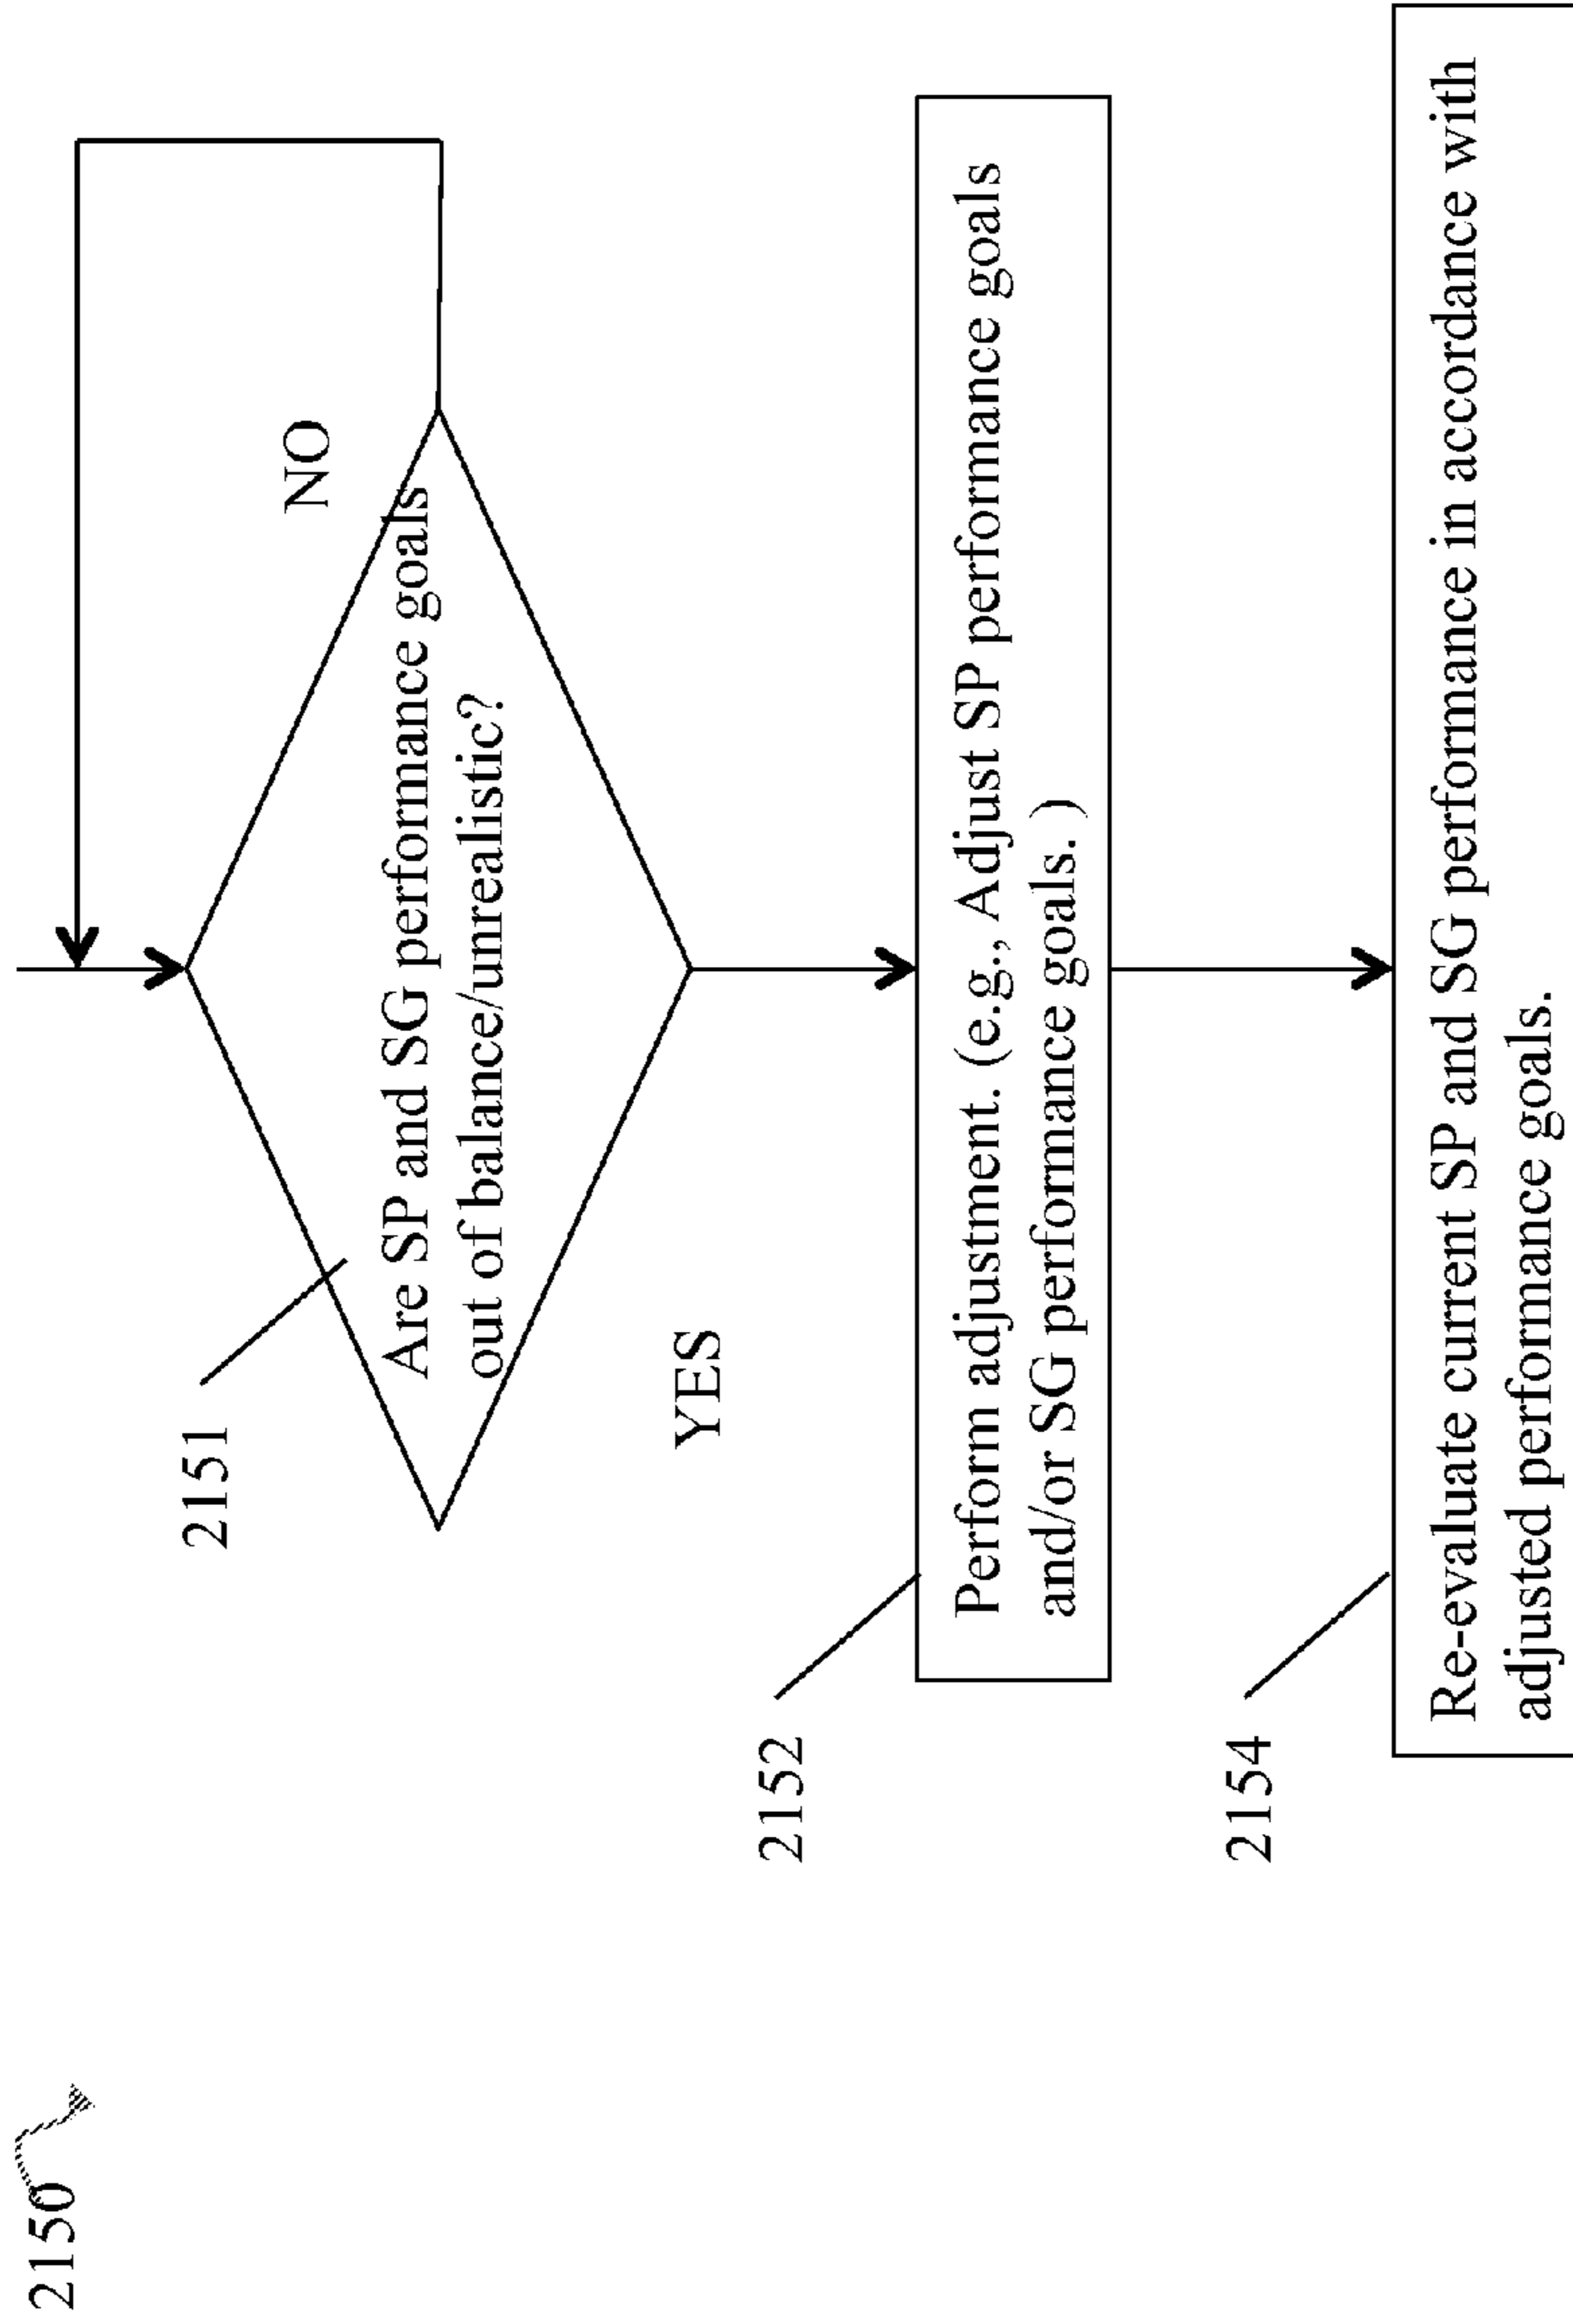 2150
2151
Are SP and SG performance goals
out of balance/unrealistic?
NO
YES
2152
Perform adjustment. (e.g., Adjust SP performance goals
and/or SG performance goals. )
2154
Re-evaluate current SP and SG performance in accordance with
adjusted performance goals.